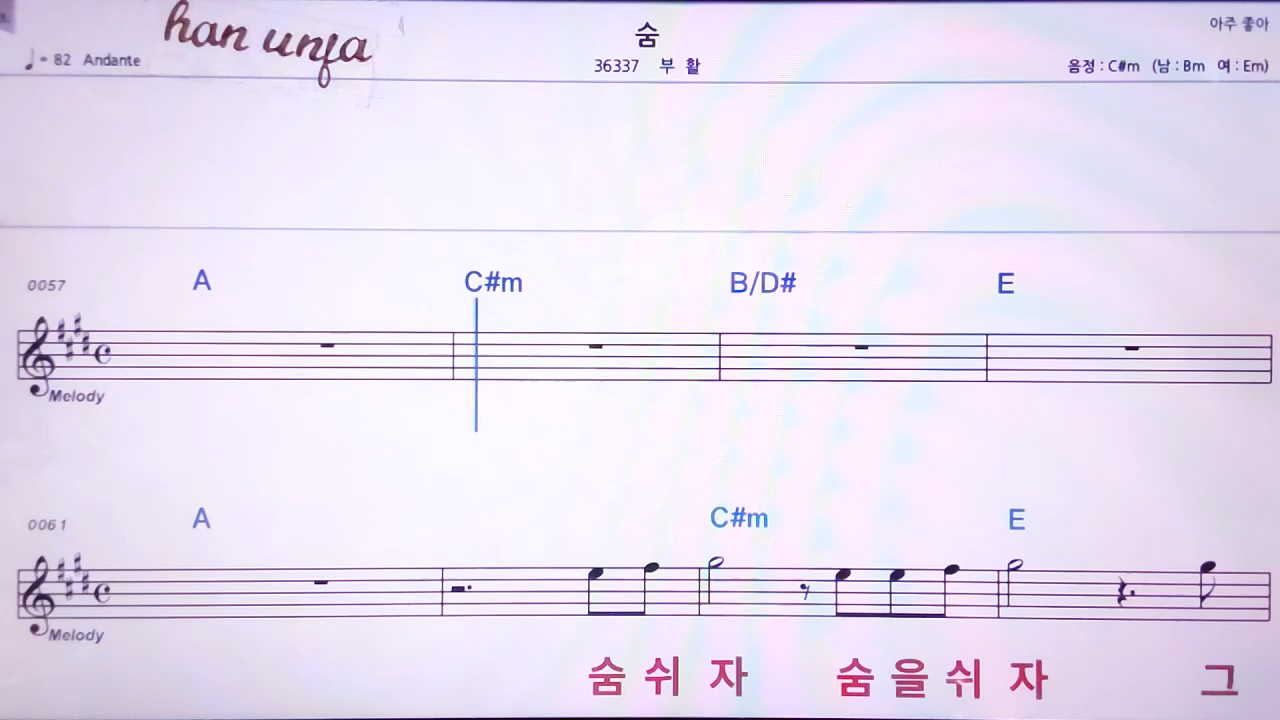 han unja
숨
아주 좋아
♩= 82 Andante
36337 부 활
음정 : C#m (남 : Bm 여 : Em)
A C#m B/D# E
0057
Melody
A C#m E
0061
Melody
숨 쉬 자 숨 을 쉬 자 그